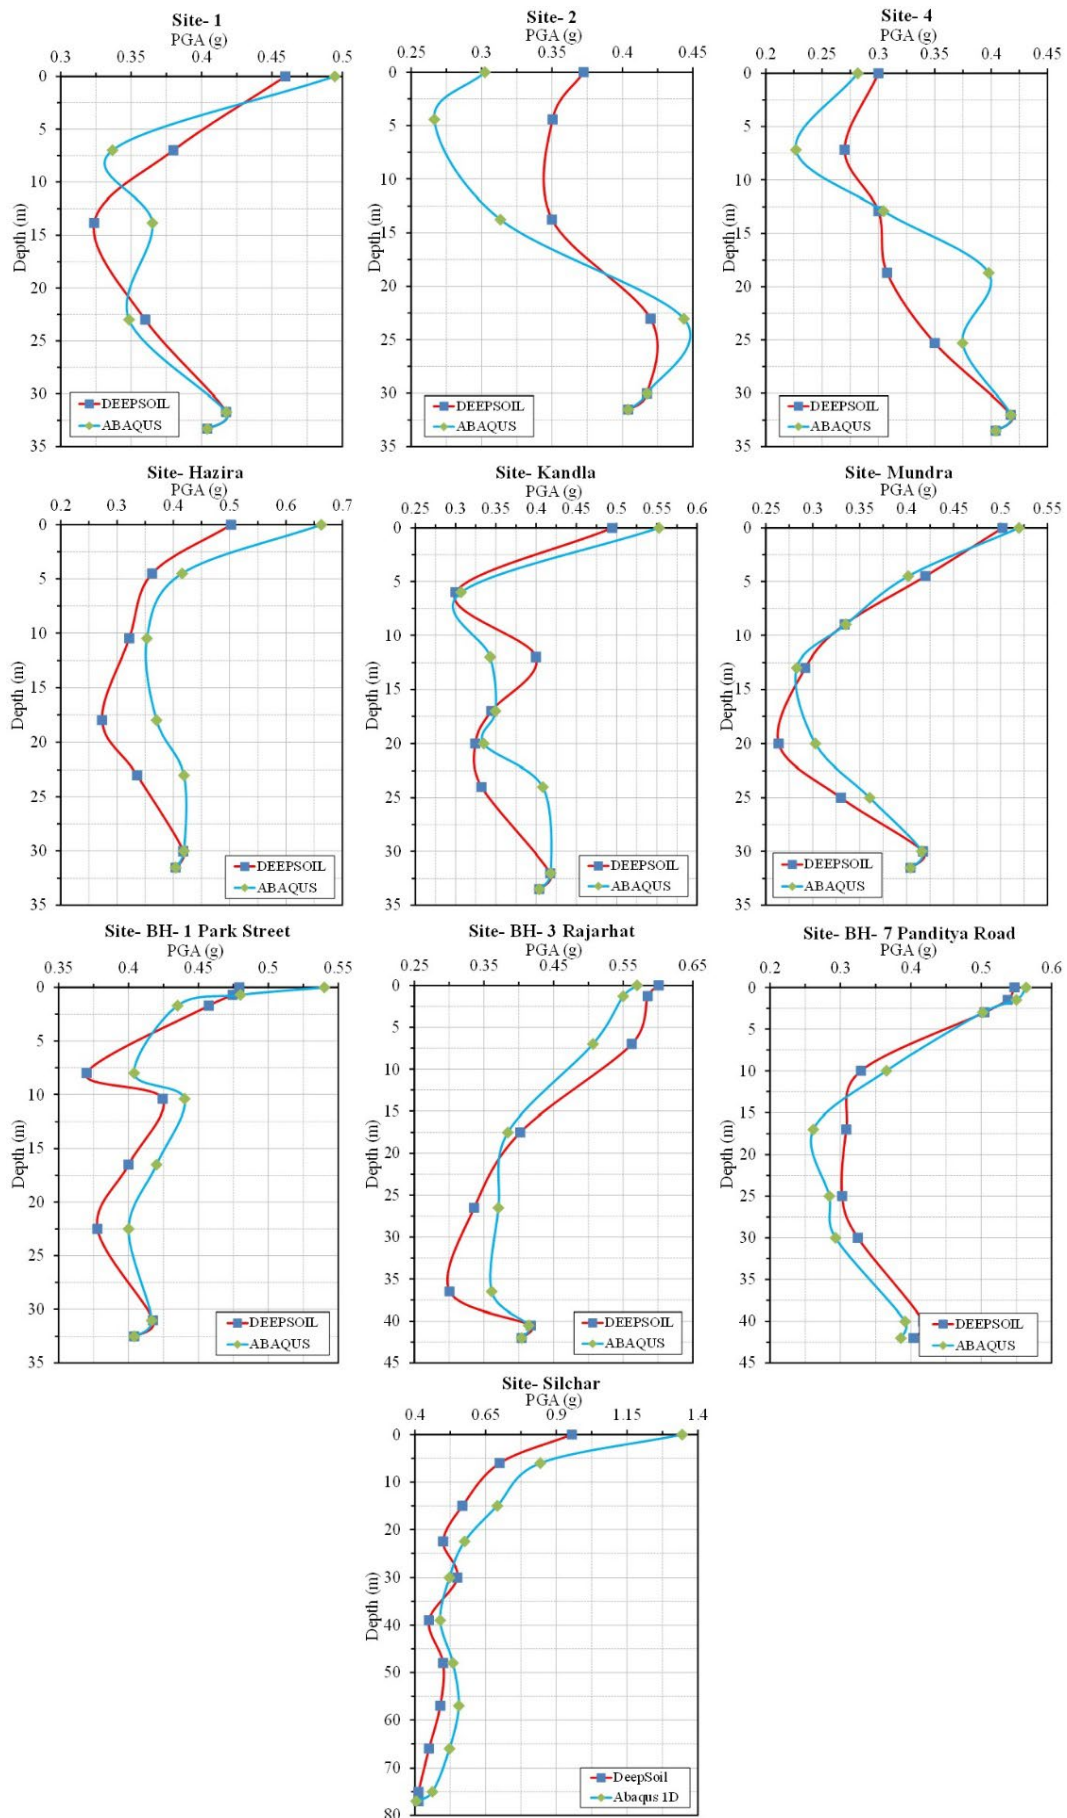 Site- 1
PGA (g)
0.3 0.35 0.4 0.45 0.5
0
5
10
15
20
25
30
35
Depth (m)
DEEPSOIL
ABAQUS
Site- 2
PGA (g)
0.25 0.3 0.35 0.4 0.45
0
5
10
15
20
25
30
35
Depth (m)
DEEPSOIL
ABAQUS
Site- 4
PGA (g)
0.2 0.25 0.3 0.35 0.4 0.45
0
5
10
15
20
25
30
35
Depth (m)
DEEPSOIL
ABAQUS
Site- Hazira
PGA (g)
0.2 0.3 0.4 0.5 0.6 0.7
0
5
10
15
20
25
30
35
Depth (m)
DEEPSOIL
ABAQUS
Site- Kandla
PGA (g)
0.25 0.3 0.35 0.4 0.45 0.5 0.55 0.6
0
5
10
15
20
25
30
35
Depth (m)
DEEPSOIL
ABAQUS
Site- Mundra
PGA (g)
0.25 0.3 0.35 0.4 0.45 0.5 0.55
0
5
10
15
20
25
30
35
Depth (m)
DEEPSOIL
ABAQUS
Site- BH- 1 Park Street
PGA (g)
0.35 0.4 0.45 0.5 0.55
0
5
10
15
20
25
30
35
Depth (m)
DEEPSOIL
ABAQUS
Site- BH- 3 Rajarhat
PGA (g)
0.25 0.35 0.45 0.55 0.65
0
5
10
15
20
25
30
35
40
45
Depth (m)
DEEPSOIL
ABAQUS
Site- BH- 7 Panditya Road
PGA (g)
0.2 0.3 0.4 0.5 0.6
0
5
10
15
20
25
30
35
40
45
Depth (m)
DEEPSOIL
ABAQUS
Site- Silchar
PGA (g)
0.4 0.65 0.9 1.15 1.4
0
10
20
30
40
50
60
70
80
Depth (m)
DeepSoil
Abaqus 1D